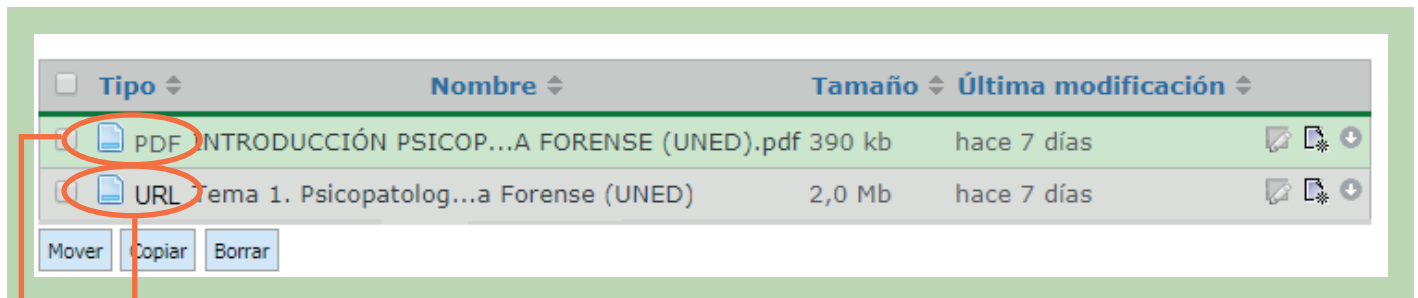 Tipo Nombre Tamaño Última modificación
PDF INTRODUCCIÓN PSICOP...A FORENSE (UNED).pdf 390 kb hace 7 días
URL Tema 1. Psicopatolog...a Forense (UNED) 2,0 Mb hace 7 días
Mover Copiar Borrar